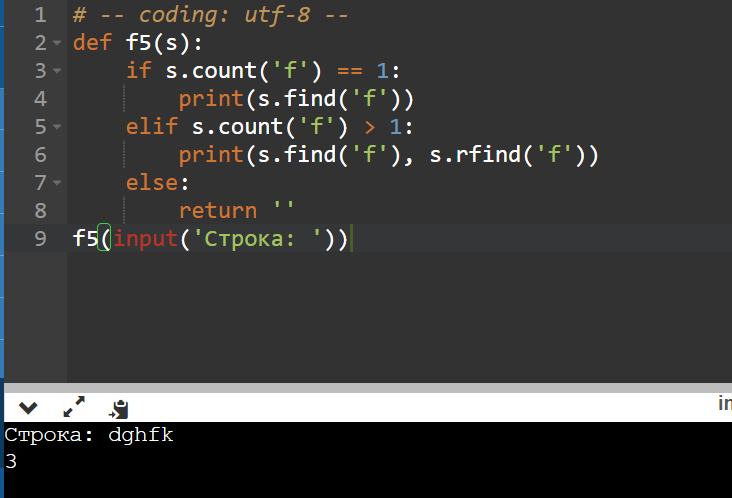 1 # -- coding: utf-8 --
2 def f5(s):
3     if s.count('f') == 1:
4         print(s.find('f'))
5     elif s.count('f') > 1:
6         print(s.find('f'), s.rfind('f'))
7     else:
8         return ''
9 f5(input('Строка: '))
in
Строка: dghfk
3